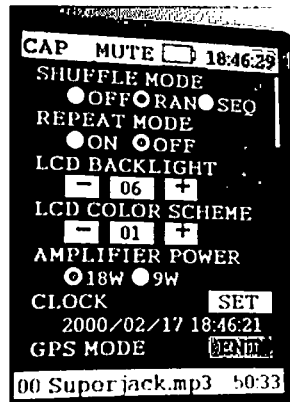 CAP MUTE 18:46:29
SHUFFLE MODE
OFF RAN SEQ
REPEAT MODE
ON OFF
LCD BACKLIGHT
− 06 +
LCD COLOR SCHEME
− 01 +
AMPLIFIER POWER
18W 9W
CLOCK SET
2000/02/17 18:46:21
GPS MODE
00 Superjack.mp3 50:33